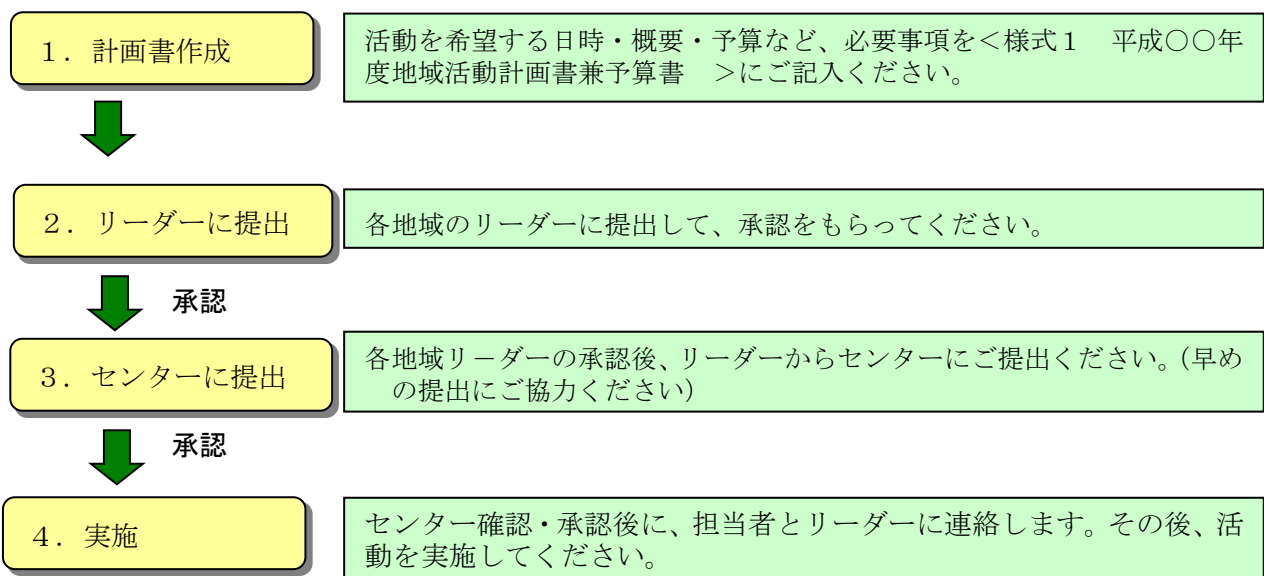 1．計画書作成
活動を希望する日時・概要・予算など、必要事項を＜様式１　平成○○年
度地域活動計画書兼予算書　＞にご記入ください。
2．リーダーに提出
各地域のリーダーに提出して、承認をもらってください。
承認
3．センターに提出
各地域リ－ダーの承認後、リーダーからセンターにご提出ください。（早め
の提出にご協力ください）
承認
4．実施
センター確認・承認後に、担当者とリーダーに連絡します。その後、活
動を実施してください。